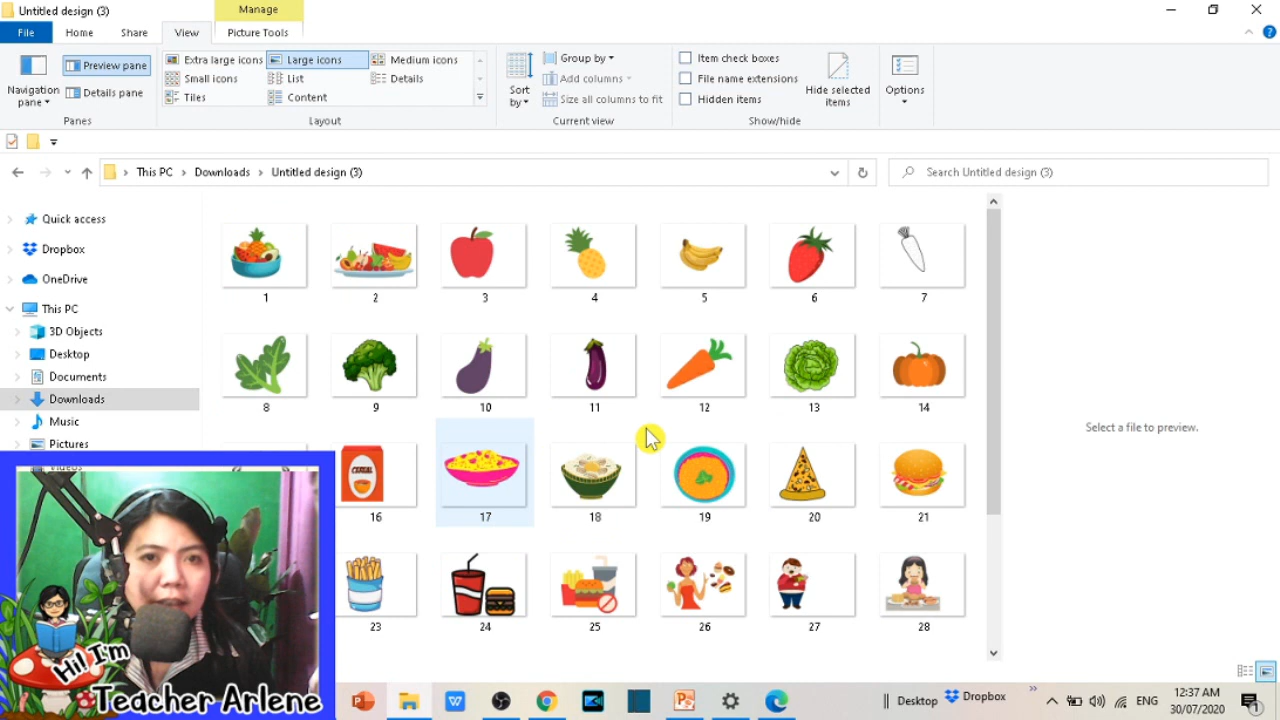 Untitled design (3)
Manage
File
Home
Share
View
Picture Tools
Navigation pane
Preview pane
Details pane
Panes
Extra large icons
Large icons
Medium icons
Small icons
List
Details
Tiles
Content
Layout
Sort by
Group by
Add columns
Size all columns to fit
Current view
Item check boxes
File name extensions
Hidden items
Hide selected items
Show/hide
Options
This PC > Downloads > Untitled design (3)
Search Untitled design (3)
Quick access
Dropbox
OneDrive
This PC
3D Objects
Desktop
Documents
Downloads
Music
Pictures
Videos
1
2
3
4
5
6
7
8
9
10
11
12
13
14
CEREAL
16
17
18
19
20
21
23
24
25
26
27
28
Select a file to preview.
Hi! I'm
Teacher Arlene
Desktop
Dropbox
ENG
12:37 AM
30/07/2020
1